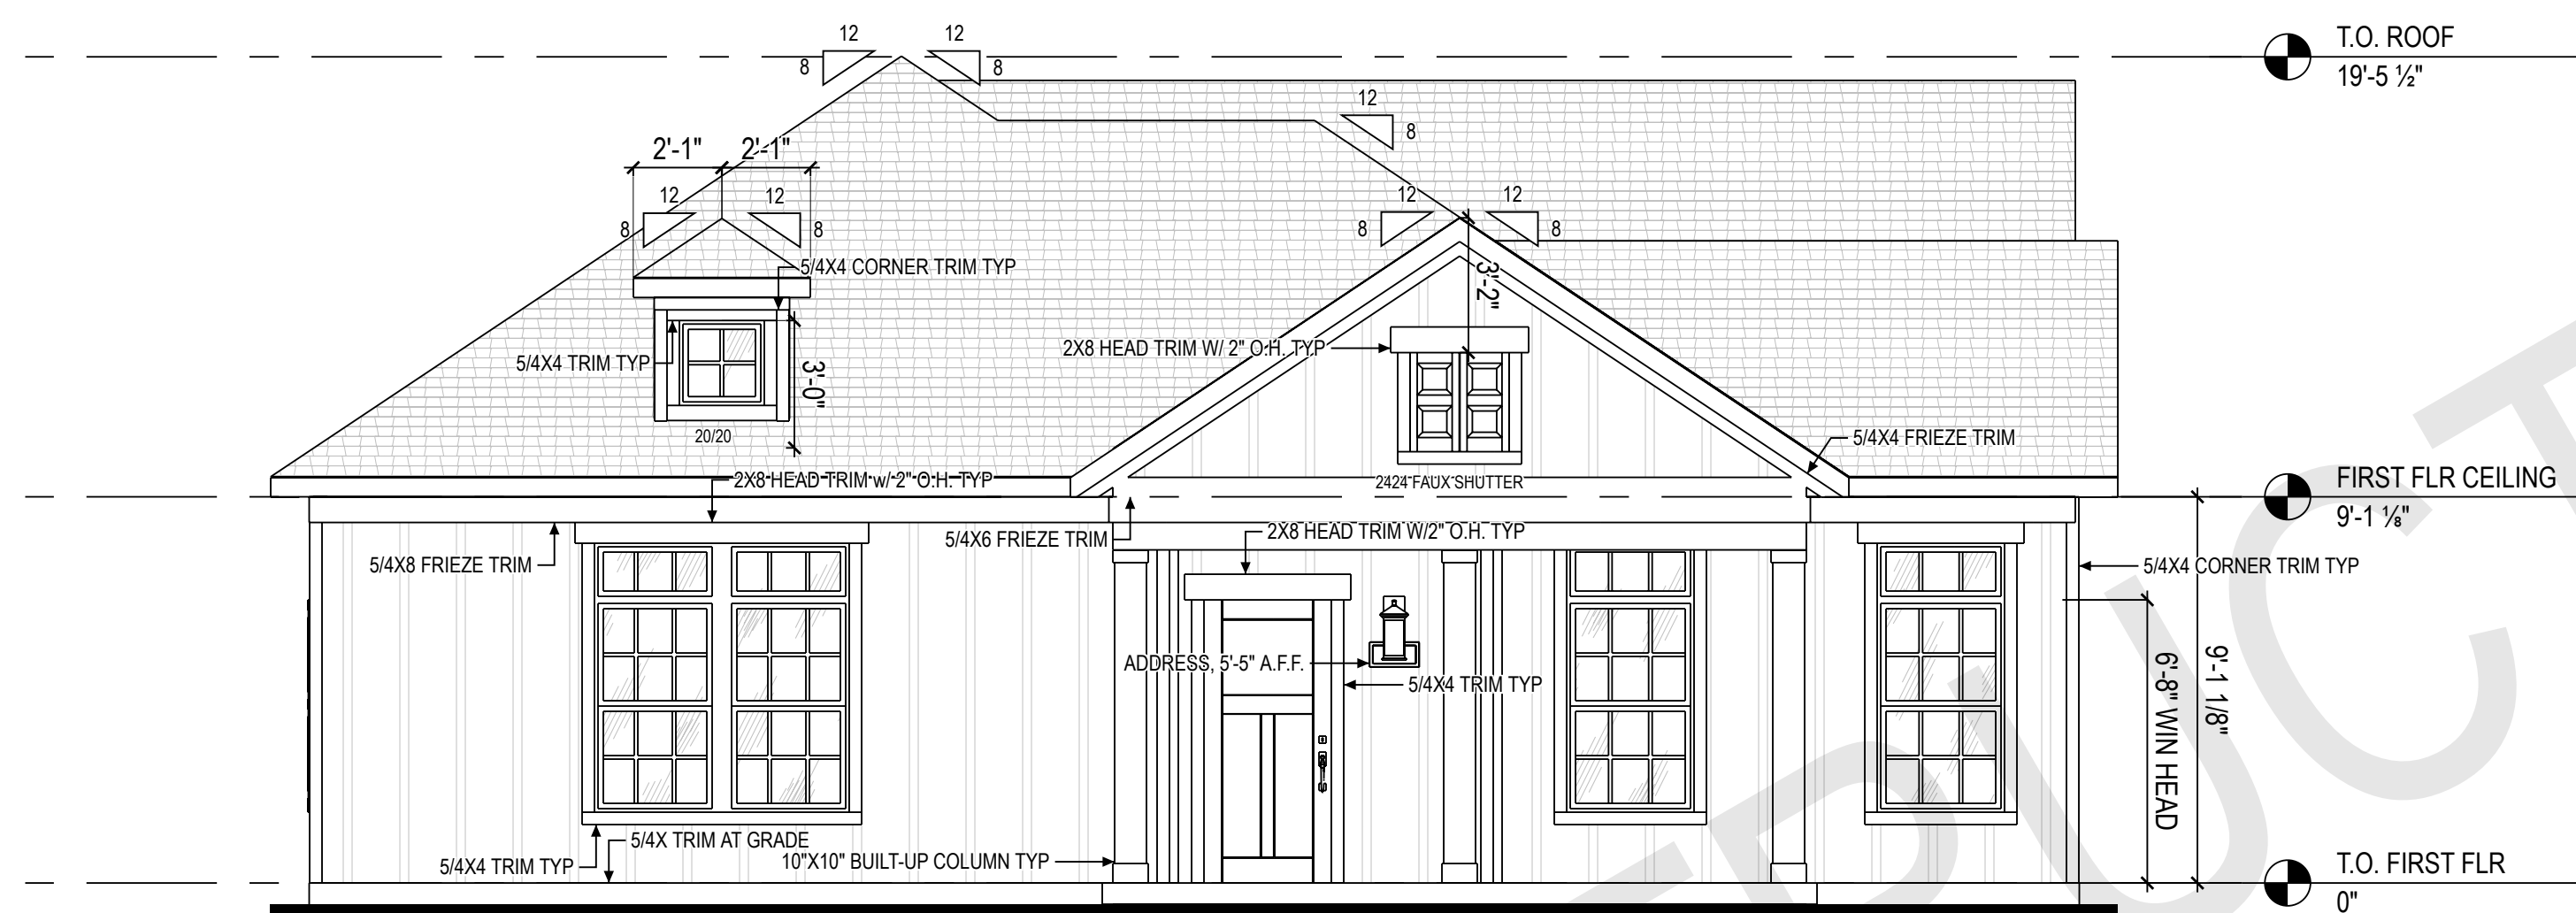 12
12
8
8
T.O. ROOF
19'-5 ½"
12
8
2'-1"
2'-1"
12
12
8
8
12
12
8
8
5/4X4 CORNER TRIM TYP
3'-2"
2X8 HEAD TRIM W/ 2" O.H. TYP
5/4X4 TRIM TYP
3'-0"
20/20
5/4X4 FRIEZE TRIM
2X8 HEAD TRIM w/ 2" O.H. TYP
2424 FAUX SHUTTER
FIRST FLR CEILING
9'-1 ⅛"
5/4X8 FRIEZE TRIM
5/4X6 FRIEZE TRIM
2X8 HEAD TRIM W/2" O.H. TYP
5/4X4 CORNER TRIM TYP
ADDRESS, 5'-5" A.F.F.
5/4X4 TRIM TYP
6'-8" WIN HEAD
9'-1 1/8"
5/4X TRIM AT GRADE
5/4X4 TRIM TYP
10"X10" BUILT-UP COLUMN TYP
T.O. FIRST FLR
0"